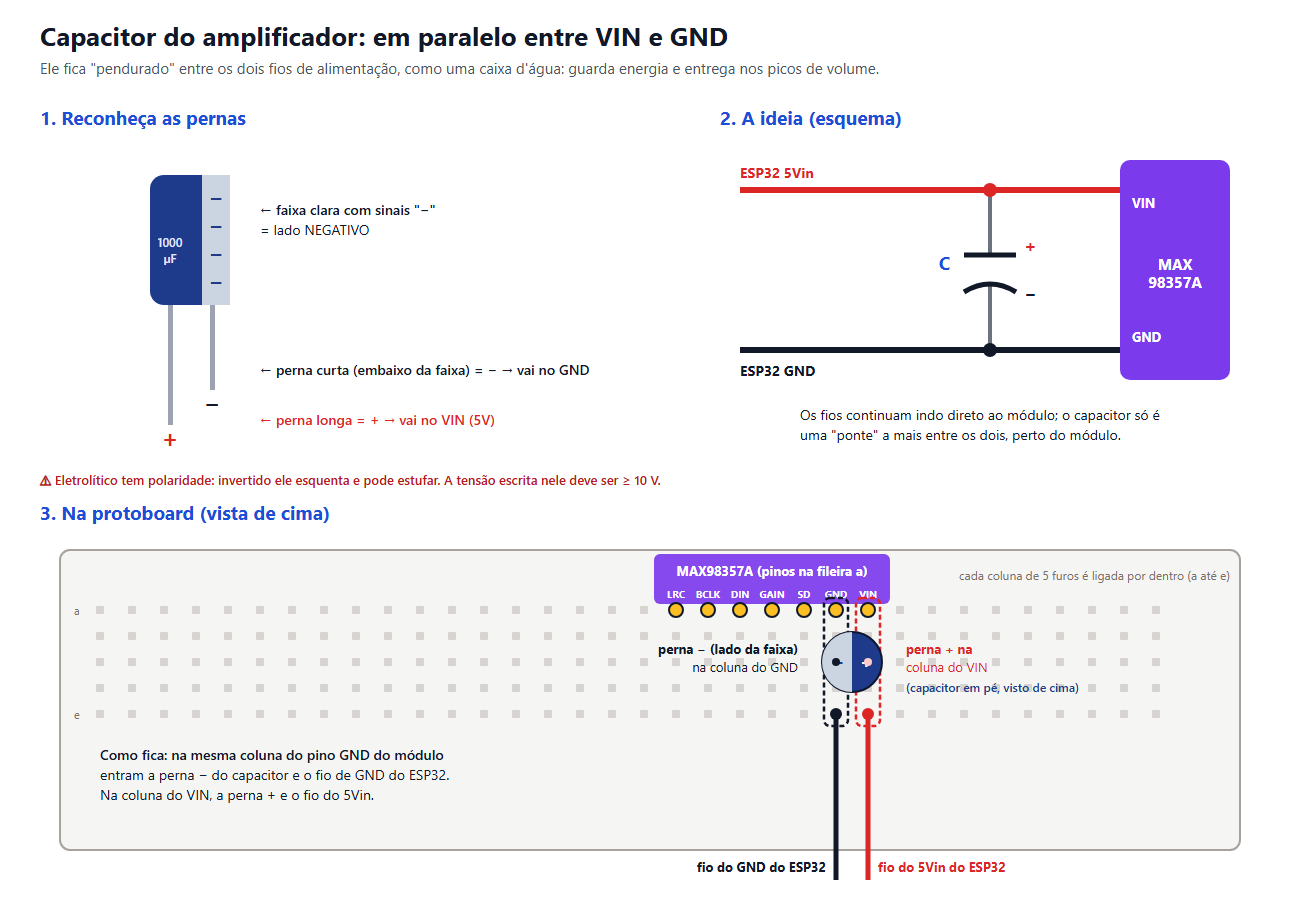 Capacitor do amplificador: em paralelo entre VIN e GND
Ele fica "pendurado" entre os dois fios de alimentação, como uma caixa d'água: guarda energia e entrega nos picos de volume.
1. Reconheça as pernas
1000
µF
−
−
−
−
← faixa clara com sinais "−"
= lado NEGATIVO
← perna curta (embaixo da faixa) = − → vai no GND
−
← perna longa = + → vai no VIN (5V)
+
⚠ Eletrolítico tem polaridade: invertido ele esquenta e pode estufar. A tensão escrita nele deve ser ≥ 10 V.
2. A ideia (esquema)
ESP32 5Vin
VIN
+
C
MAX
98357A
−
GND
ESP32 GND
Os fios continuam indo direto ao módulo; o capacitor só é
uma "ponte" a mais entre os dois, perto do módulo.
3. Na protoboard (vista de cima)
MAX98357A (pinos na fileira a)
cada coluna de 5 furos é ligada por dentro (a até e)
LRC BCLK DIN GAIN SD GND VIN
a
perna − (lado da faixa)
na coluna do GND
− +
perna + na
coluna do VIN
(capacitor em pé, visto de cima)
e
Como fica: na mesma coluna do pino GND do módulo
entram a perna − do capacitor e o fio de GND do ESP32.
Na coluna do VIN, a perna + e o fio do 5Vin.
fio do GND do ESP32
fio do 5Vin do ESP32